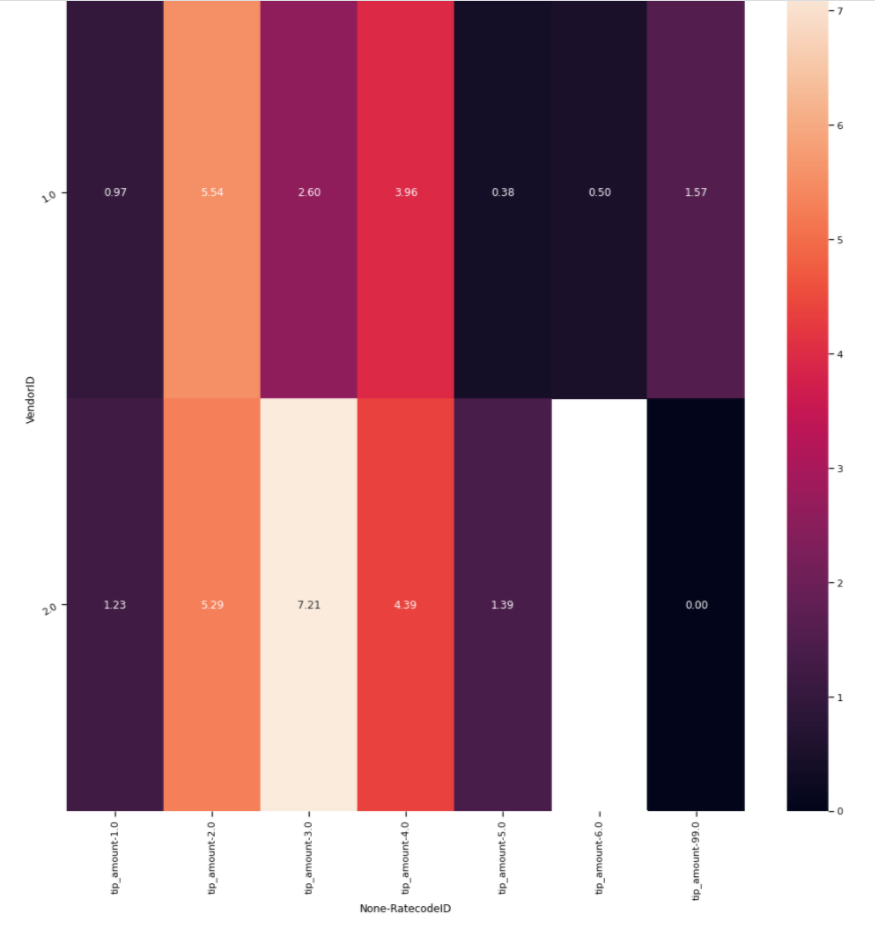 7
6
5
4
3
2
1
0
VendorID
1.0
0.97 5.54 2.60 3.96 0.38 0.50 1.57
2.0
1.23 5.29 7.21 4.39 1.39 0.00
tip_amount-1.0
tip_amount-2.0
tip_amount-3.0
tip_amount-4.0
tip_amount-5.0
tip_amount-6.0
tip_amount-99.0
None-RatecodeID